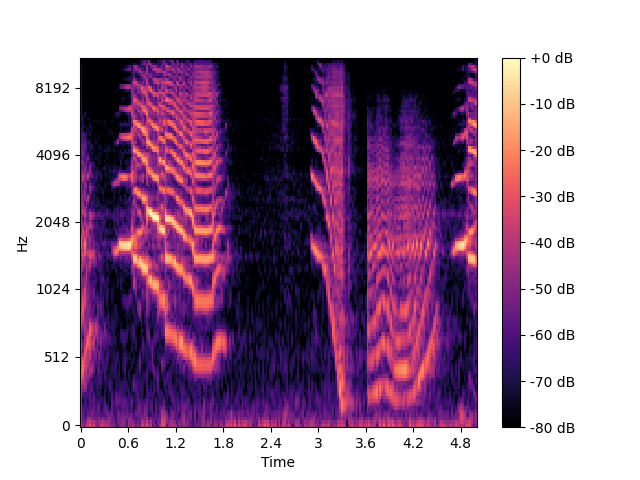 8192
4096
2048
1024
512
0
Hz
0 0.6 1.2 1.8 2.4 3 3.6 4.2 4.8
Time
+0 dB
-10 dB
-20 dB
-30 dB
-40 dB
-50 dB
-60 dB
-70 dB
-80 dB